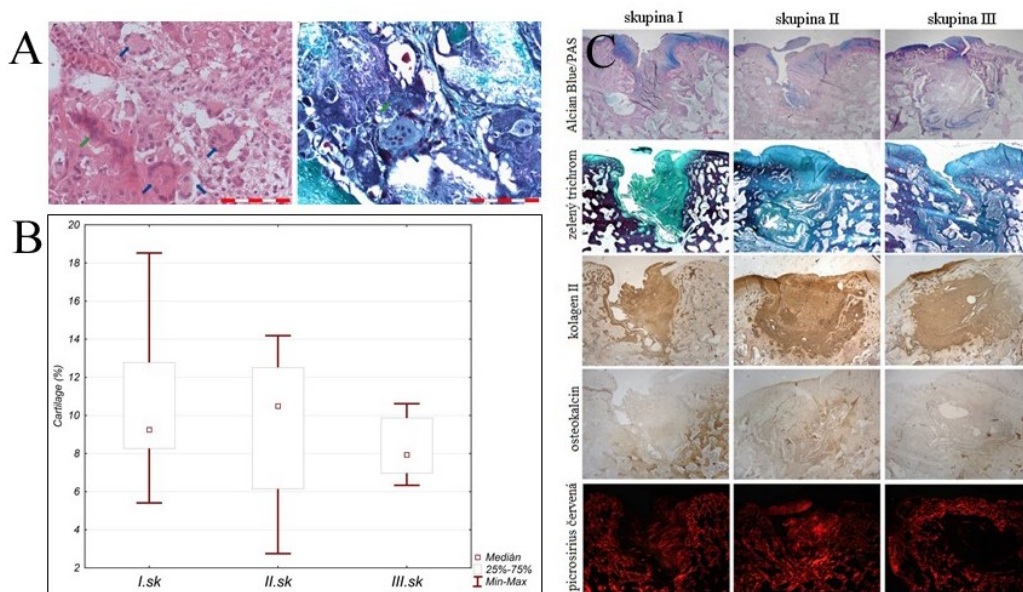 A
B
20
18
16
14
12
10
8
6
4
2
Cartilage (%)
I.sk
II.sk
III.sk
Medián
25%-75%
Min-Max
C
skupina I
skupina II
skupina III
Alcian Blue/PAS
zelený trichrom
kolagen II
osteokalcin
picrosirius červená